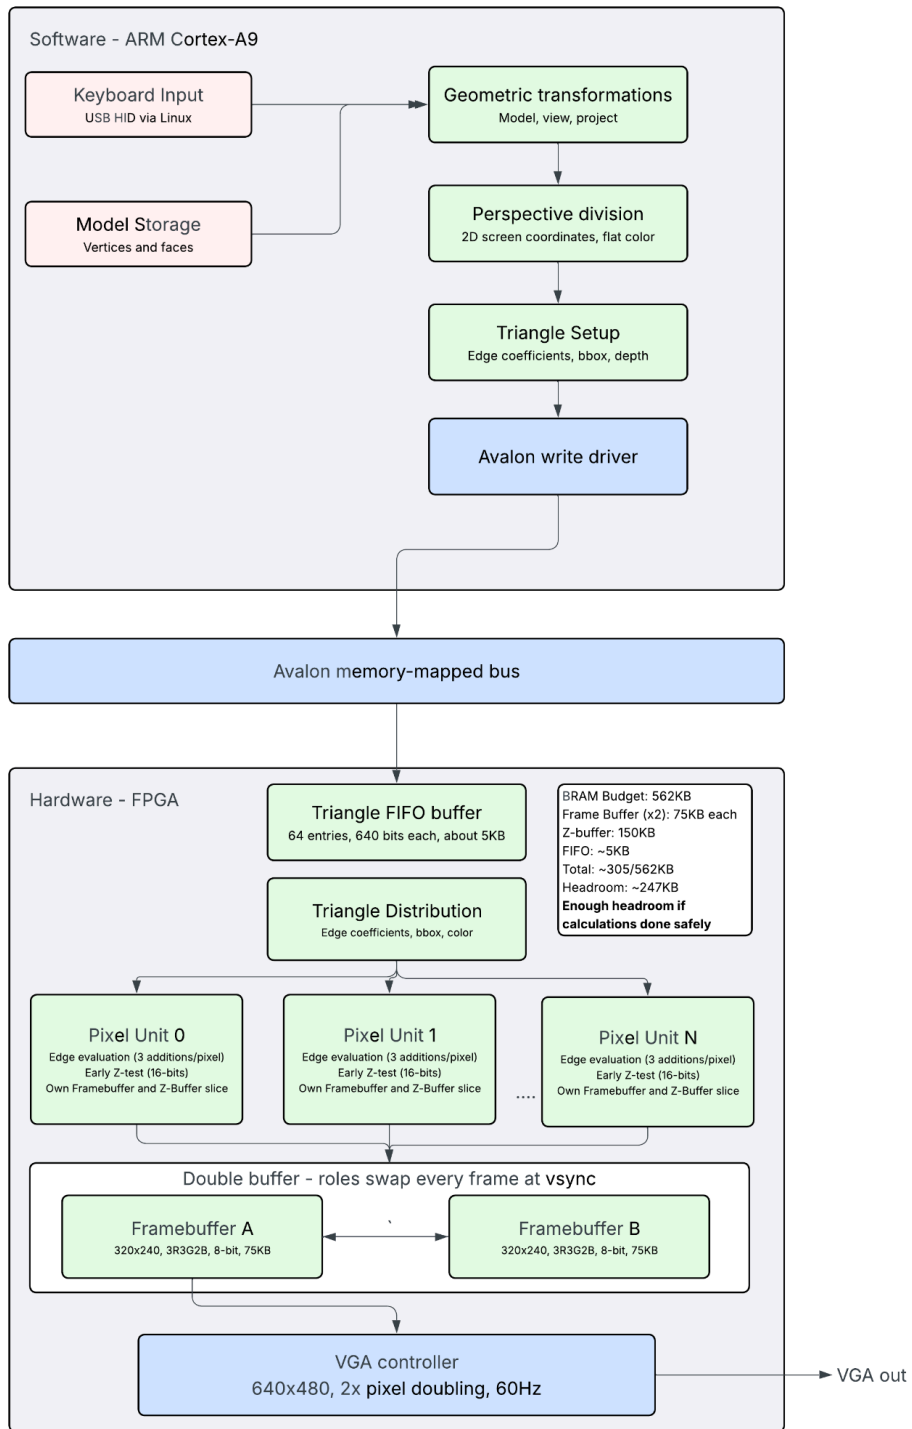 Software - ARM Cortex-A9
Keyboard Input
USB HID via Linux
Geometric transformations
Model, view, project
Model Storage
Vertices and faces
Perspective division
2D screen coordinates, flat color
Triangle Setup
Edge coefficients, bbox, depth
Avalon write driver
Avalon memory-mapped bus
Hardware - FPGA
Triangle FIFO buffer
64 entries, 640 bits each, about 5KB
BRAM Budget: 562KB
Frame Buffer (x2): 75KB each
Z-buffer: 150KB
FIFO: ~5KB
Total: ~305/562KB
Headroom: ~247KB
Enough headroom if
calculations done safely
Triangle Distribution
Edge coefficients, bbox, color
Pixel Unit 0
Edge evaluation (3 additions/pixel)
Early Z-test (16-bits)
Own Framebuffer and Z-Buffer slice
Pixel Unit 1
Edge evaluation (3 additions/pixel)
Early Z-test (16-bits)
Own Framebuffer and Z-Buffer slice
....
Pixel Unit N
Edge evaluation (3 additions/pixel)
Early Z-test (16-bits)
Own Framebuffer and Z-Buffer slice
Double buffer - roles swap every frame at vsync
Framebuffer A
320x240, 3R3G2B, 8-bit, 75KB
`
Framebuffer B
320x240, 3R3G2B, 8-bit, 75KB
VGA controller
640x480, 2x pixel doubling, 60Hz
VGA out